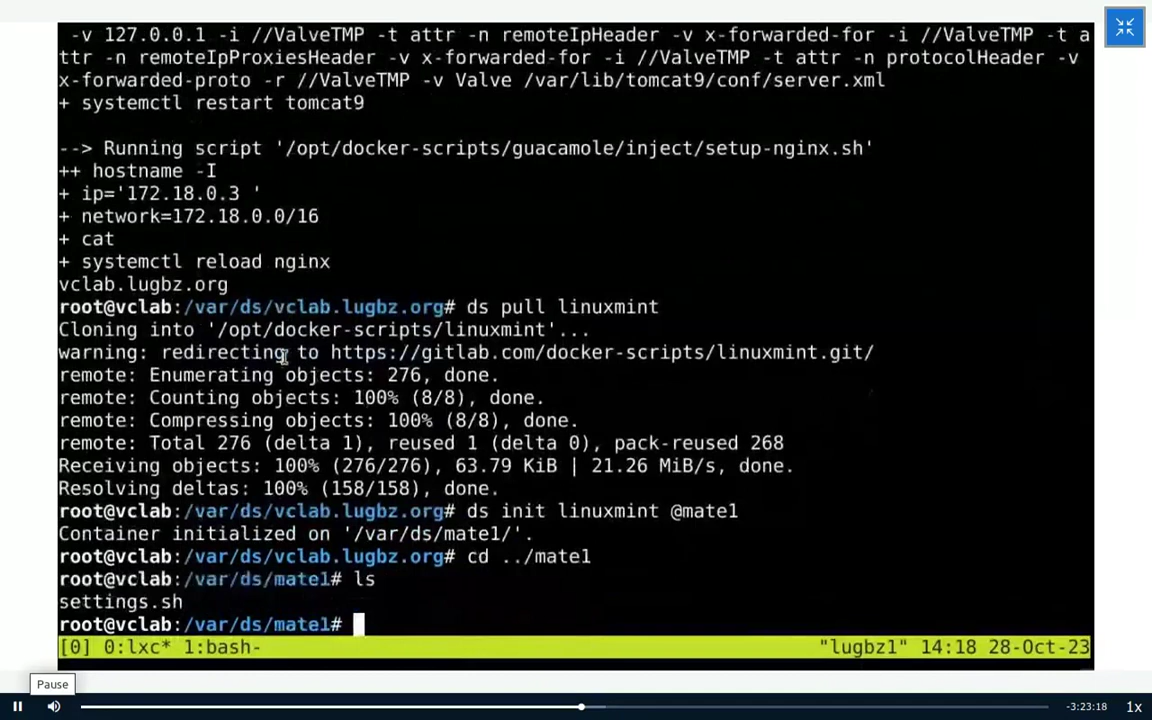 -v 127.0.0.1 -i //ValveTMP -t attr -n remoteIpHeader -v x-forwarded-for -i //ValveTMP -t a
ttr -n remoteIpProxiesHeader -v x-forwarded-for -i //ValveTMP -t attr -n protocolHeader -v
x-forwarded-proto -r //ValveTMP -v Valve /var/lib/tomcat9/conf/server.xml
+ systemctl restart tomcat9
--> Running script '/opt/docker-scripts/guacamole/inject/setup-nginx.sh'
++ hostname -I
+ ip='172.18.0.3 '
+ network=172.18.0.0/16
+ cat
+ systemctl reload nginx
vclab.lugbz.org
root@vclab:/var/ds/vclab.lugbz.org# ds pull linuxmint
Cloning into '/opt/docker-scripts/linuxmint'...
warning: redirecting to https://gitlab.com/docker-scripts/linuxmint.git/
remote: Enumerating objects: 276, done.
remote: Counting objects: 100% (8/8), done.
remote: Compressing objects: 100% (8/8), done.
remote: Total 276 (delta 1), reused 1 (delta 0), pack-reused 268
Receiving objects: 100% (276/276), 63.79 KiB | 21.26 MiB/s, done.
Resolving deltas: 100% (158/158), done.
root@vclab:/var/ds/vclab.lugbz.org# ds init linuxmint @mate1
Container initialized on '/var/ds/mate1/'.
root@vclab:/var/ds/vclab.lugbz.org# cd ../mate1
root@vclab:/var/ds/mate1# ls
settings.sh
root@vclab:/var/ds/mate1#
[0] 0:lxc* 1:bash- "lugbz1" 14:18 28-Oct-23
Pause
-3:23:18 1x